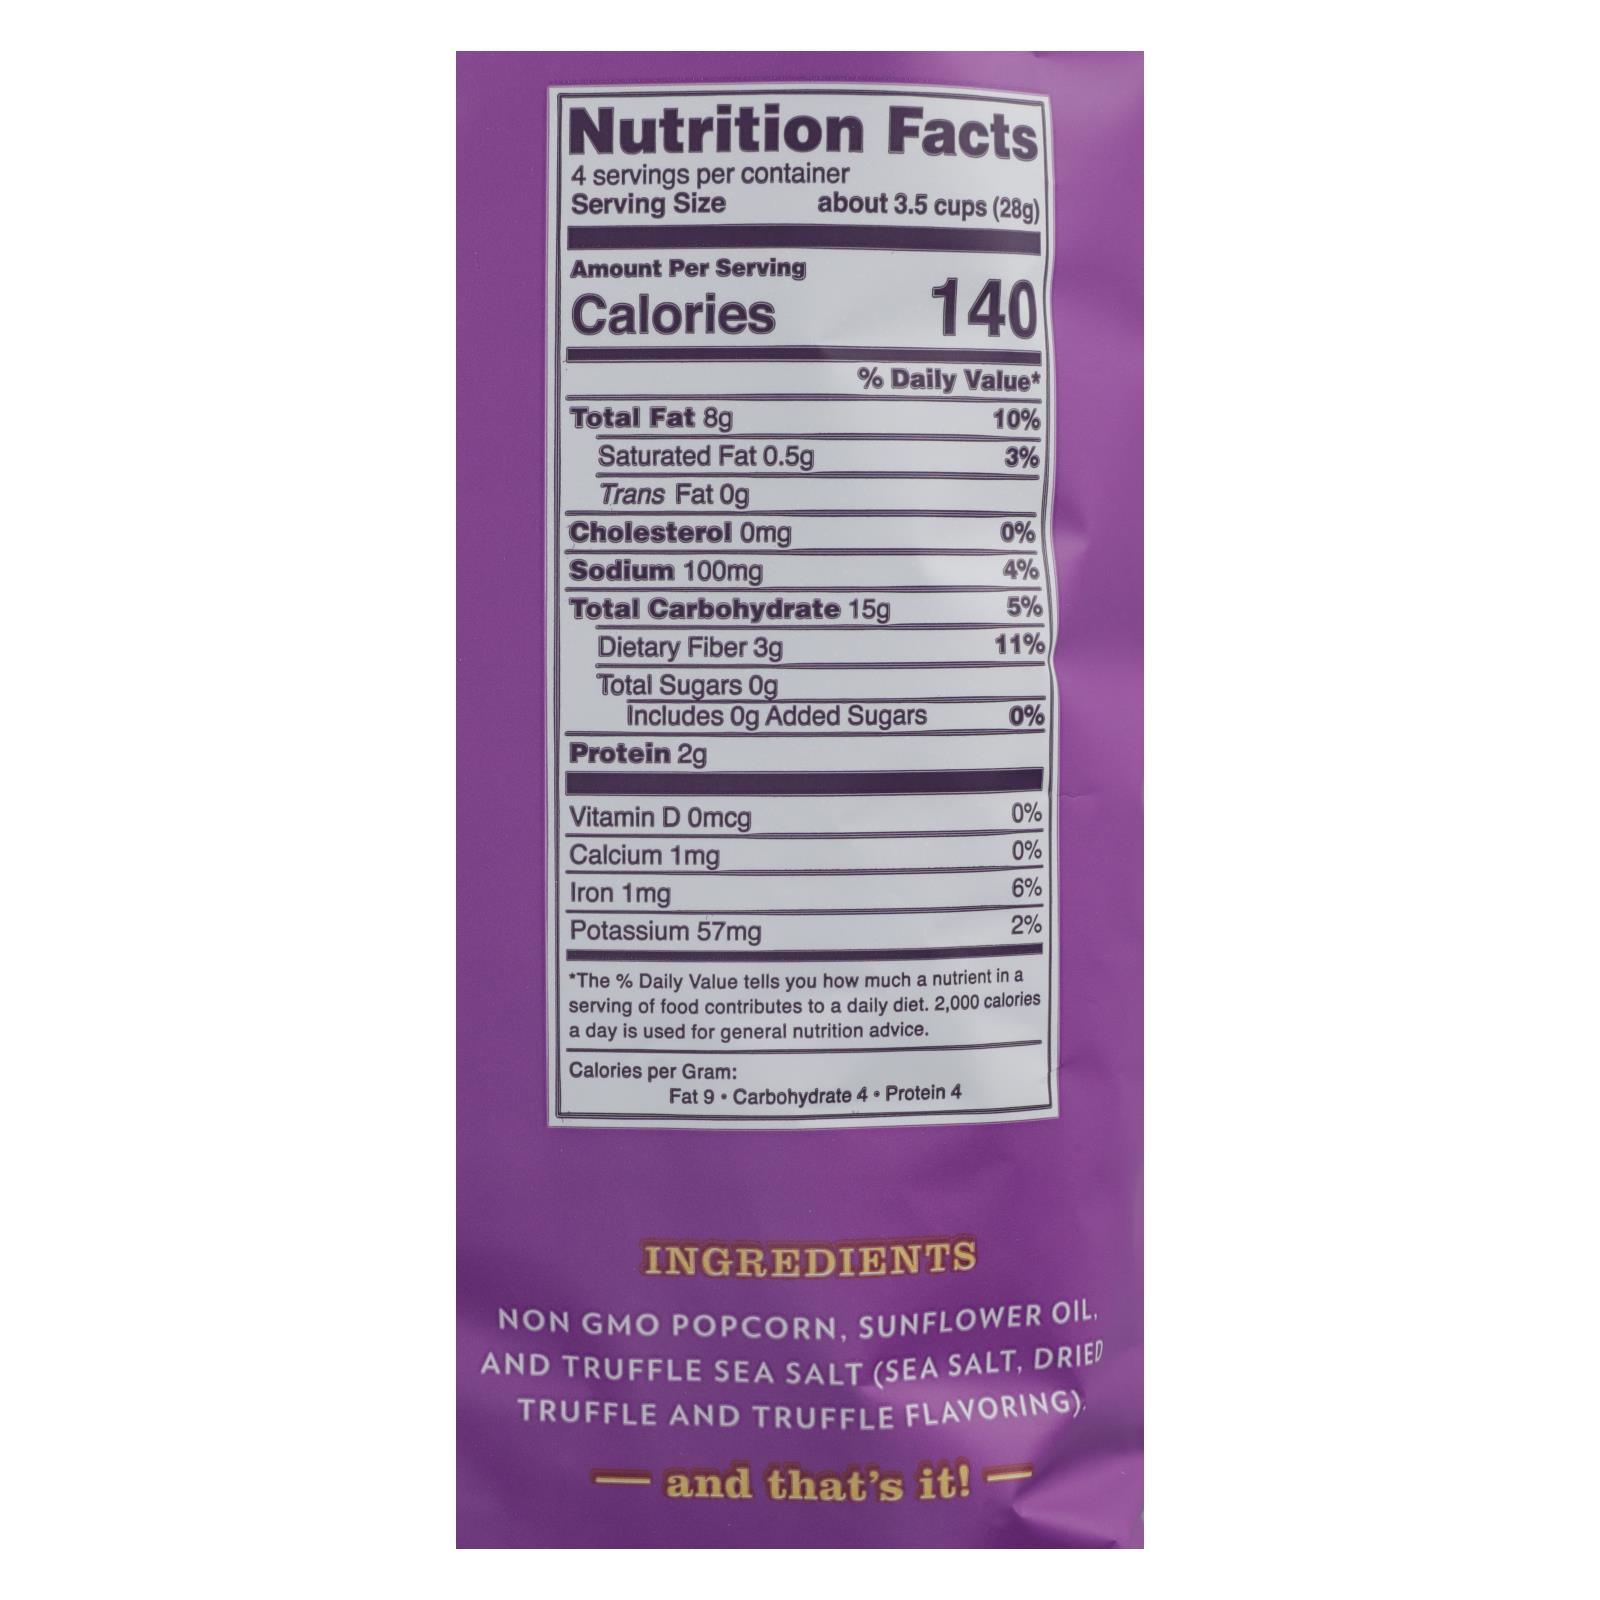 Nutrition Facts
4 servings per container
Serving Size about 3.5 cups (28g)
Amount Per Serving
Calories 140
% Daily Value*
Total Fat 8g 10%
Saturated Fat 0.5g 3%
Trans Fat 0g
Cholesterol 0mg 0%
Sodium 100mg 4%
Total Carbohydrate 15g 5%
Dietary Fiber 3g 11%
Total Sugars 0g
Includes 0g Added Sugars 0%
Protein 2g
Vitamin D 0mcg 0%
Calcium 1mg 0%
Iron 1mg 6%
Potassium 57mg 2%
*The % Daily Value tells you how much a nutrient in a
serving of food contributes to a daily diet. 2,000 calories
a day is used for general nutrition advice.
Calories per Gram:
Fat 9 • Carbohydrate 4 • Protein 4
INGREDIENTS
NON GMO POPCORN, SUNFLOWER OIL,
AND TRUFFLE SEA SALT (SEA SALT, DRIED
TRUFFLE AND TRUFFLE FLAVORING).
— and that's it! —